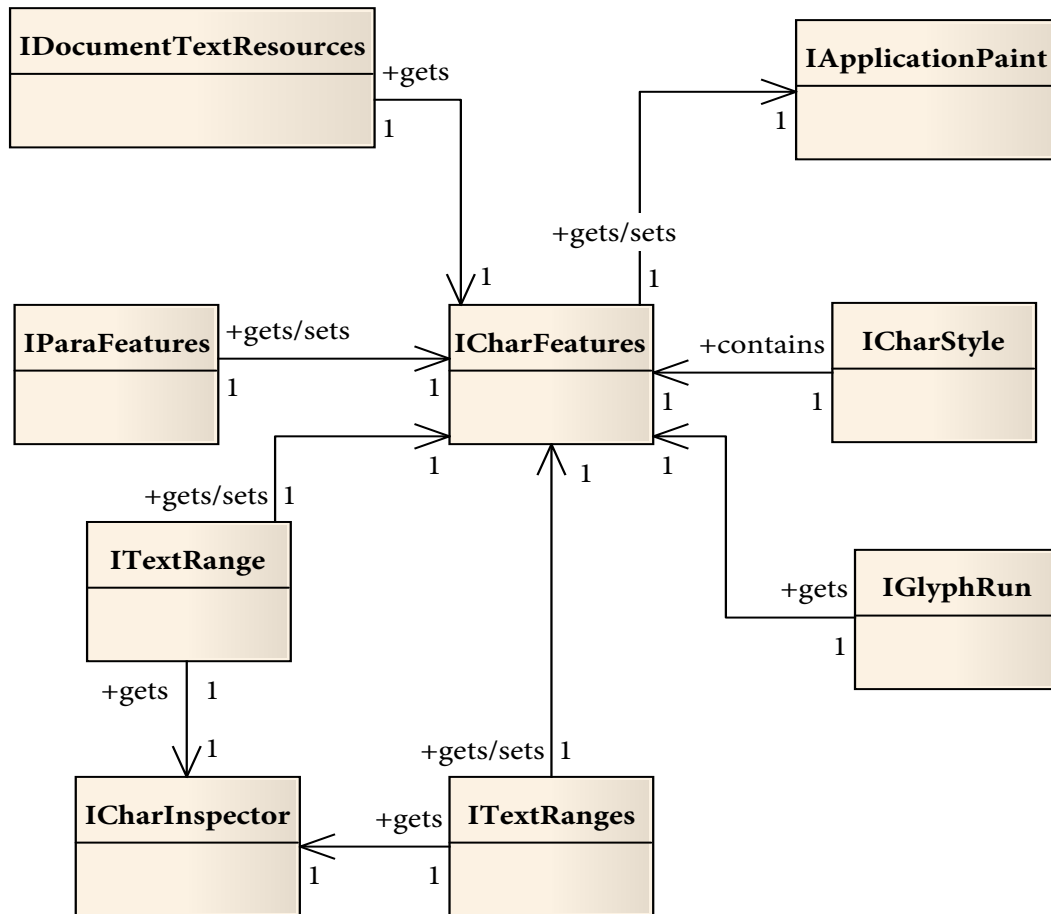 IDocumentTextResources
+gets
1
1
IApplicationPaint
1
+gets/sets
1
IParaFeatures
+gets/sets
1
1
ICharFeatures
+contains
1
1
ICharStyle
1
1
1
+gets/sets 1
ITextRange
+gets 1
1
+gets
1
IGlyphRun
+gets/sets 1
ICharInspector
+gets
1
1
ITextRanges